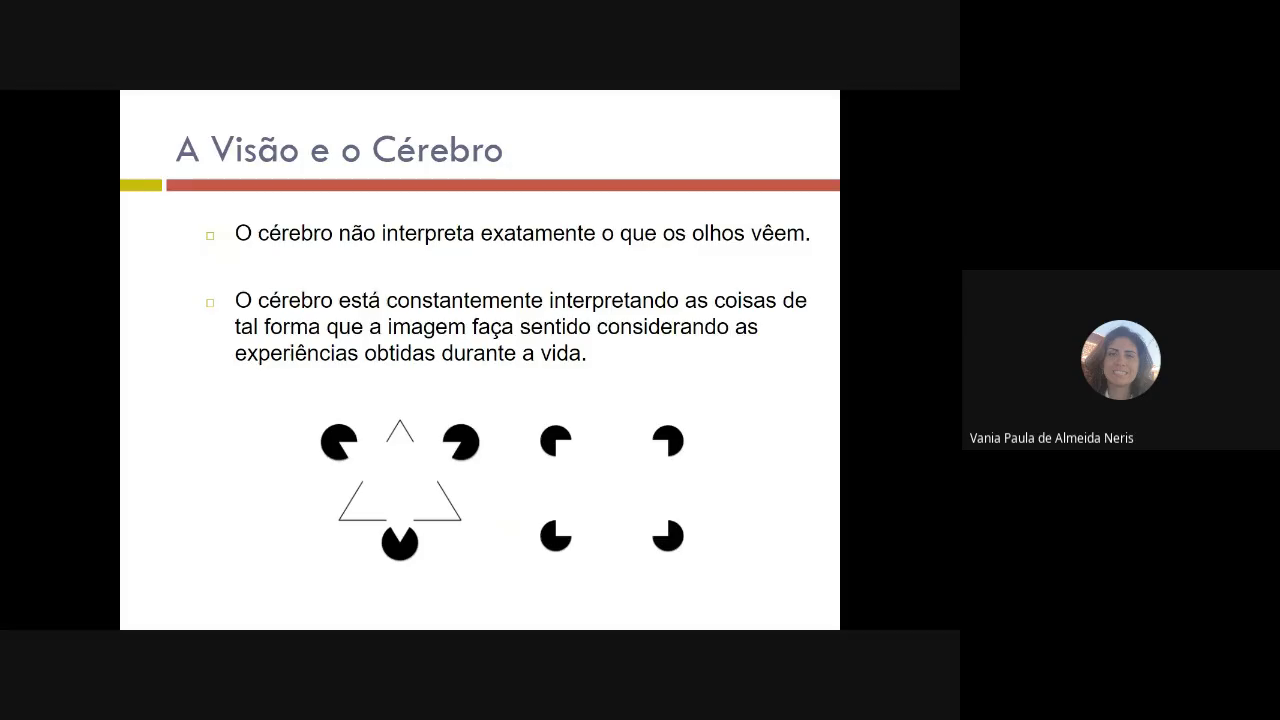 A Visão e o Cérebro
O cérebro não interpreta exatamente o que os olhos vêem.
O cérebro está constantemente interpretando as coisas de
tal forma que a imagem faça sentido considerando as
experiências obtidas durante a vida.
Vania Paula de Almeida Neris